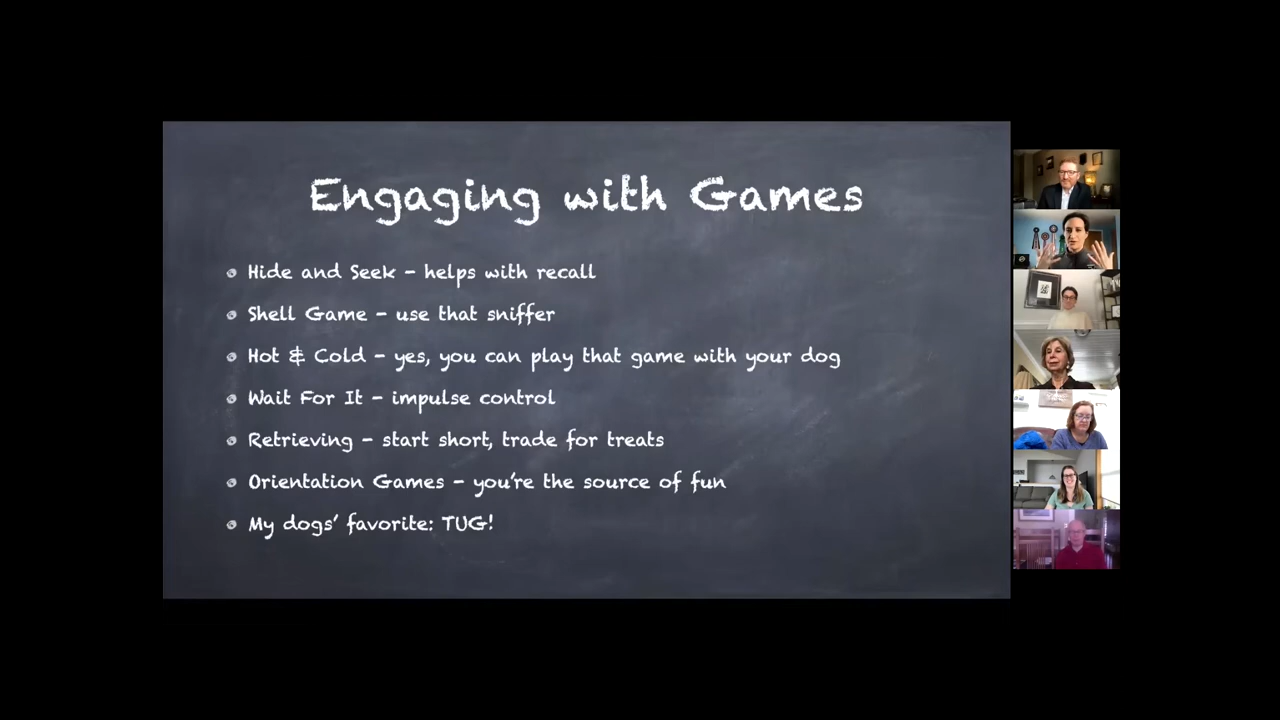 Engaging with Games
Hide and Seek - helps with recall
Shell Game - use that sniffer
Hot & Cold - yes, you can play that game with your dog
Wait For It - impulse control
Retrieving - start short, trade for treats
Orientation Games - you're the source of fun
My dogs' favorite: TUG!